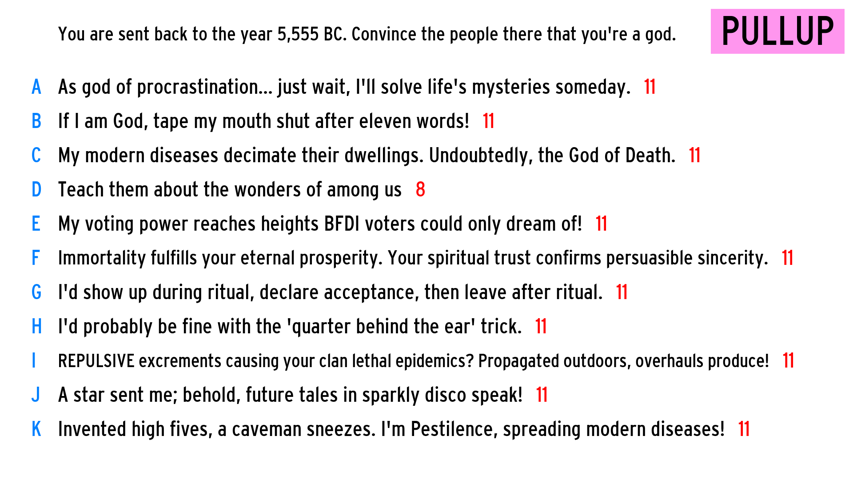 You are sent back to the year 5,555 BC. Convince the people there that you're a god.
PULLUP
A As god of procrastination... just wait, I'll solve life's mysteries someday. 11
B If I am God, tape my mouth shut after eleven words! 11
C My modern diseases decimate their dwellings. Undoubtedly, the God of Death. 11
D Teach them about the wonders of among us 8
E My voting power reaches heights BFDI voters could only dream of! 11
F Immortality fulfills your eternal prosperity. Your spiritual trust confirms persuasible sincerity. 11
G I'd show up during ritual, declare acceptance, then leave after ritual. 11
H I'd probably be fine with the 'quarter behind the ear' trick. 11
I REPULSIVE excrements causing your clan lethal epidemics? Propagated outdoors, overhauls produce! 11
J A star sent me; behold, future tales in sparkly disco speak! 11
K Invented high fives, a caveman sneezes. I'm Pestilence, spreading modern diseases! 11